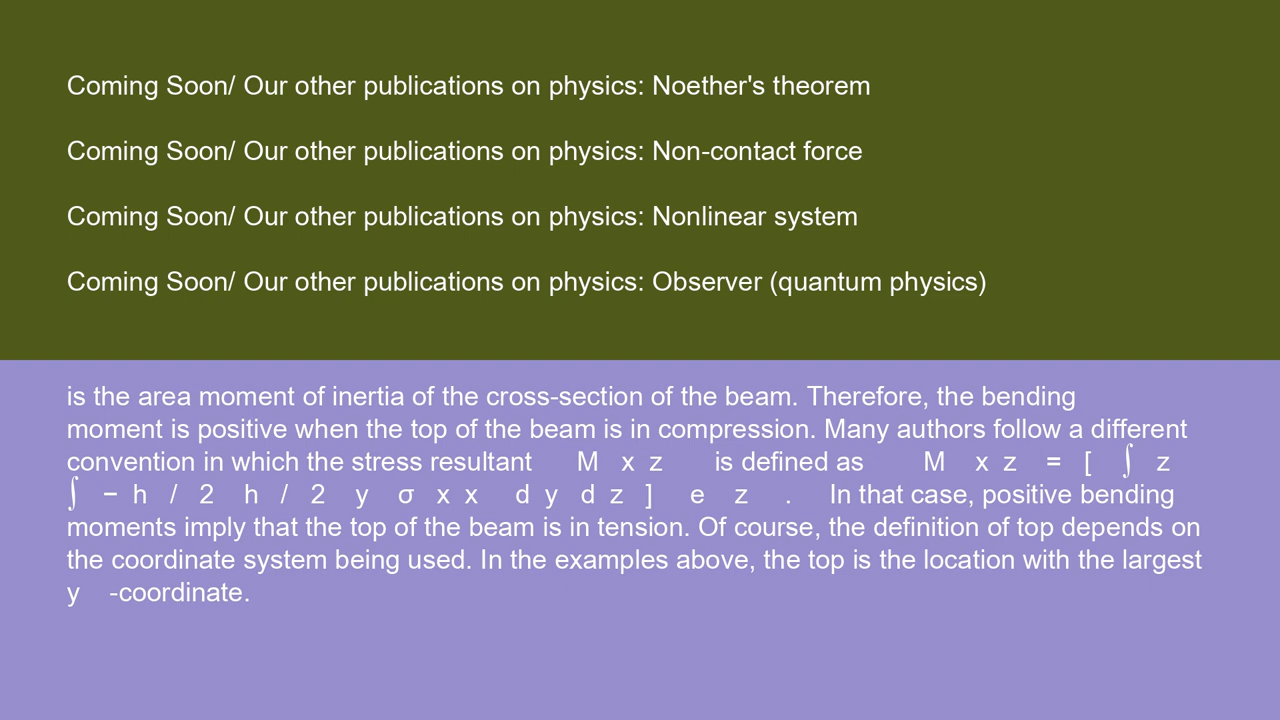 Coming Soon/ Our other publications on physics: Noether's theorem
Coming Soon/ Our other publications on physics: Non-contact force
Coming Soon/ Our other publications on physics: Nonlinear system
Coming Soon/ Our other publications on physics: Observer (quantum physics)
is the area moment of inertia of the cross-section of the beam. Therefore, the bending
moment is positive when the top of the beam is in compression. Many authors follow a different
convention in which the stress resultant M x z is defined as M x z = [ ∫ z
∫ − h / 2 h / 2 y σ x x d y d z ] e z . In that case, positive bending
moments imply that the top of the beam is in tension. Of course, the definition of top depends on
the coordinate system being used. In the examples above, the top is the location with the largest
y -coordinate.